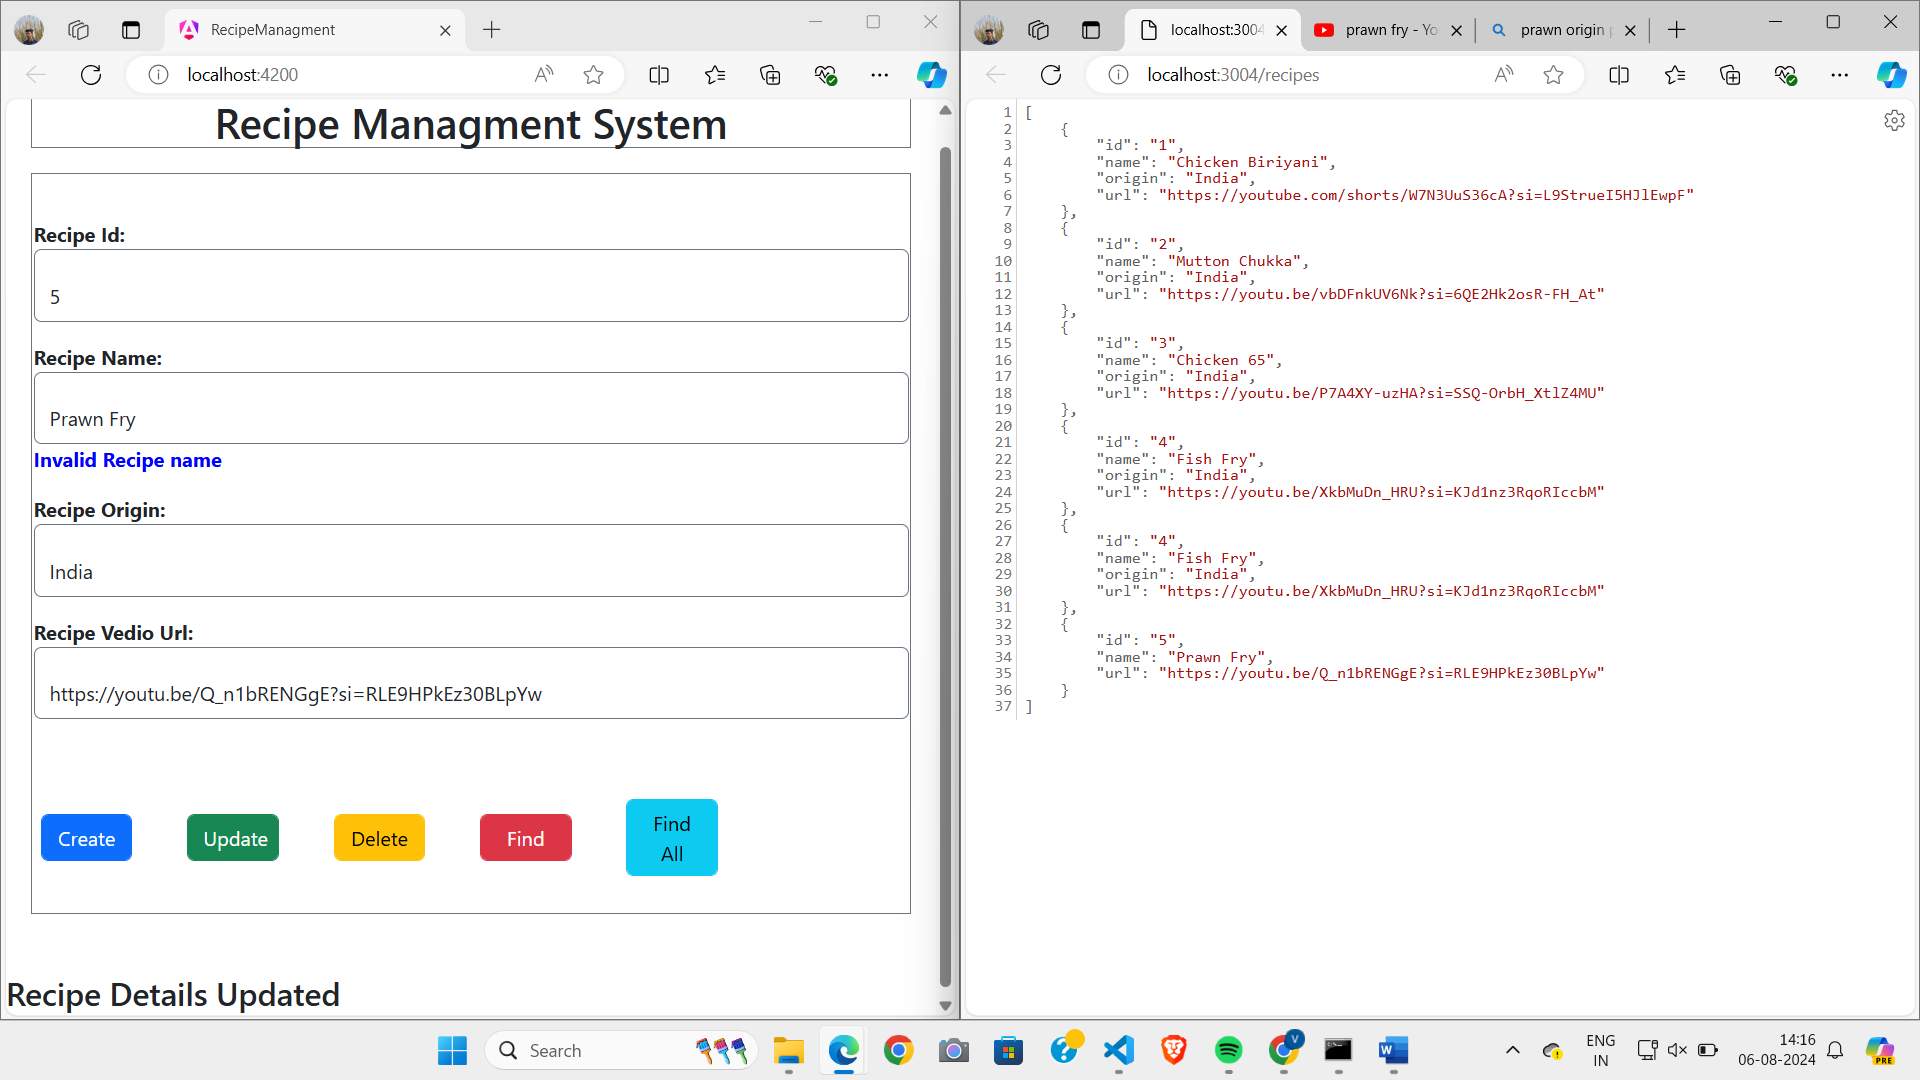 RecipeManagment
localhost:4200
Recipe Managment System
Recipe Id:
5
Recipe Name:
Prawn Fry
Invalid Recipe name
Recipe Origin:
India
Recipe Vedio Url:
https://youtu.be/Q_n1bRENGgE?si=RLE9HPkEz30BLpYw
Create
Update
Delete
Find
Find
All
Recipe Details Updated
localhost:3004
prawn fry - Yo
prawn origin
localhost:3004/recipes
1 [
2 {
3 "id": "1",
4 "name": "Chicken Biriyani",
5 "origin": "India",
6 "url": "https://youtube.com/shorts/W7N3UuS36cA?si=L9StrueI5HJlEwpF"
7 },
8 {
9 "id": "2",
10 "name": "Mutton Chukka",
11 "origin": "India",
12 "url": "https://youtu.be/vbDFnkUV6Nk?si=6QE2Hk2osR-FH_At"
13 },
14 {
15 "id": "3",
16 "name": "Chicken 65",
17 "origin": "India",
18 "url": "https://youtu.be/P7A4XY-uzHA?si=SSQ-OrbH_XtlZ4MU"
19 },
20 {
21 "id": "4",
22 "name": "Fish Fry",
23 "origin": "India",
24 "url": "https://youtu.be/XkbMuDn_HRU?si=KJd1nz3RqoRIccbM"
25 },
26 {
27 "id": "4",
28 "name": "Fish Fry",
29 "origin": "India",
30 "url": "https://youtu.be/XkbMuDn_HRU?si=KJd1nz3RqoRIccbM"
31 },
32 {
33 "id": "5",
34 "name": "Prawn Fry",
35 "url": "https://youtu.be/Q_n1bRENGgE?si=RLE9HPkEz30BLpYw"
36 }
37 ]
Search
V
ENG
IN
14:16
06-08-2024
PRE